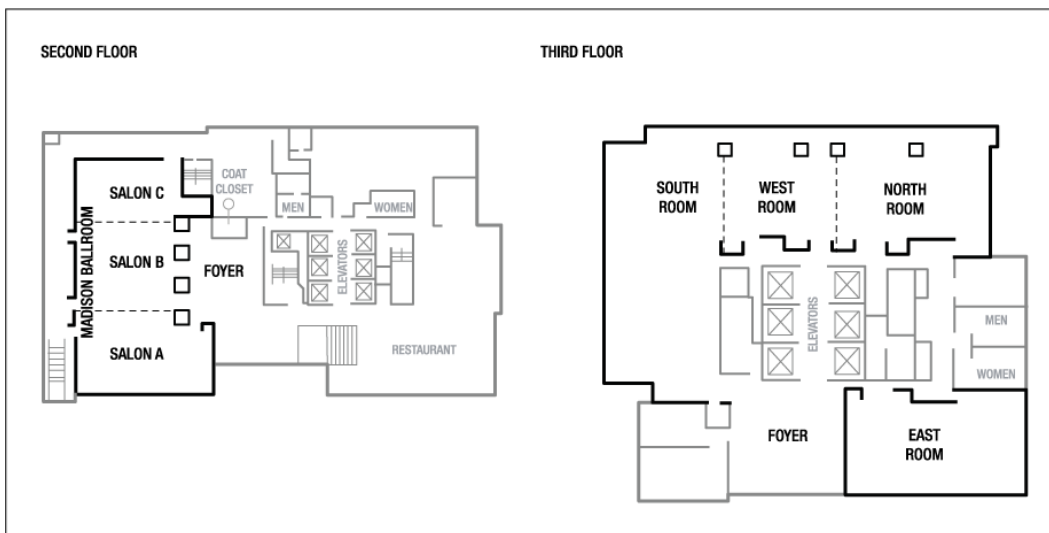 SECOND FLOOR
SALON C
COAT
CLOSET
MEN
WOMEN
MADISON BALLROOM
SALON B
FOYER
ELEVATORS
SALON A
RESTAURANT
THIRD FLOOR
SOUTH
ROOM
WEST
ROOM
NORTH
ROOM
ELEVATORS
MEN
WOMEN
FOYER
EAST
ROOM